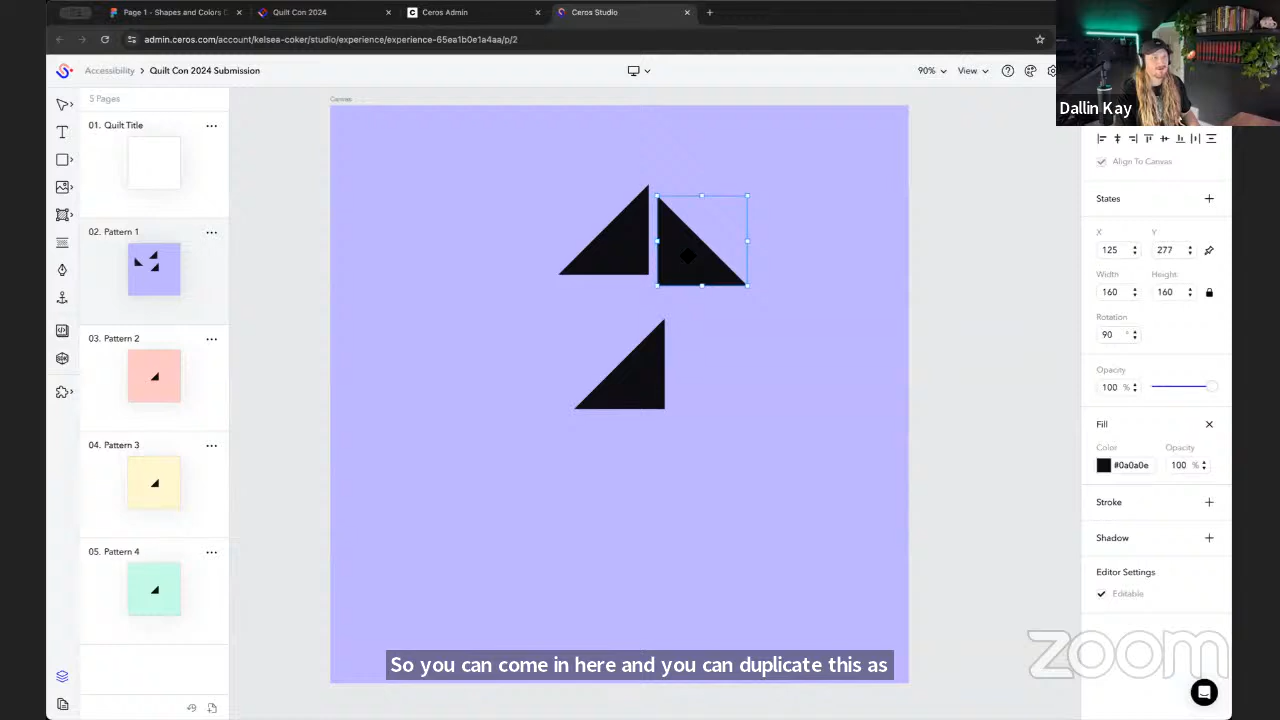 Page 1 - Shapes and Colors
Quilt Con 2024
Ceros Admin
Ceros Studio
admin.ceros.com/account/kelsea-coker/studio/experience/experience-65ea1b0e1a4aa/p/2
Accessibility > Quilt Con 2024 Submission
90%
View
Dallin Kay
5 Pages
Canvas
01. Quilt Title
02. Pattern 1
03. Pattern 2
04. Pattern 3
05. Pattern 4
Align To Canvas
States
X
Y
125
277
Width
Height
160
160
Rotation
90 °
Opacity
100 %
Fill
Color
Opacity
#0a0a0e
100 %
Stroke
Shadow
Editor Settings
Editable
So you can come in here and you can duplicate this as
zoom